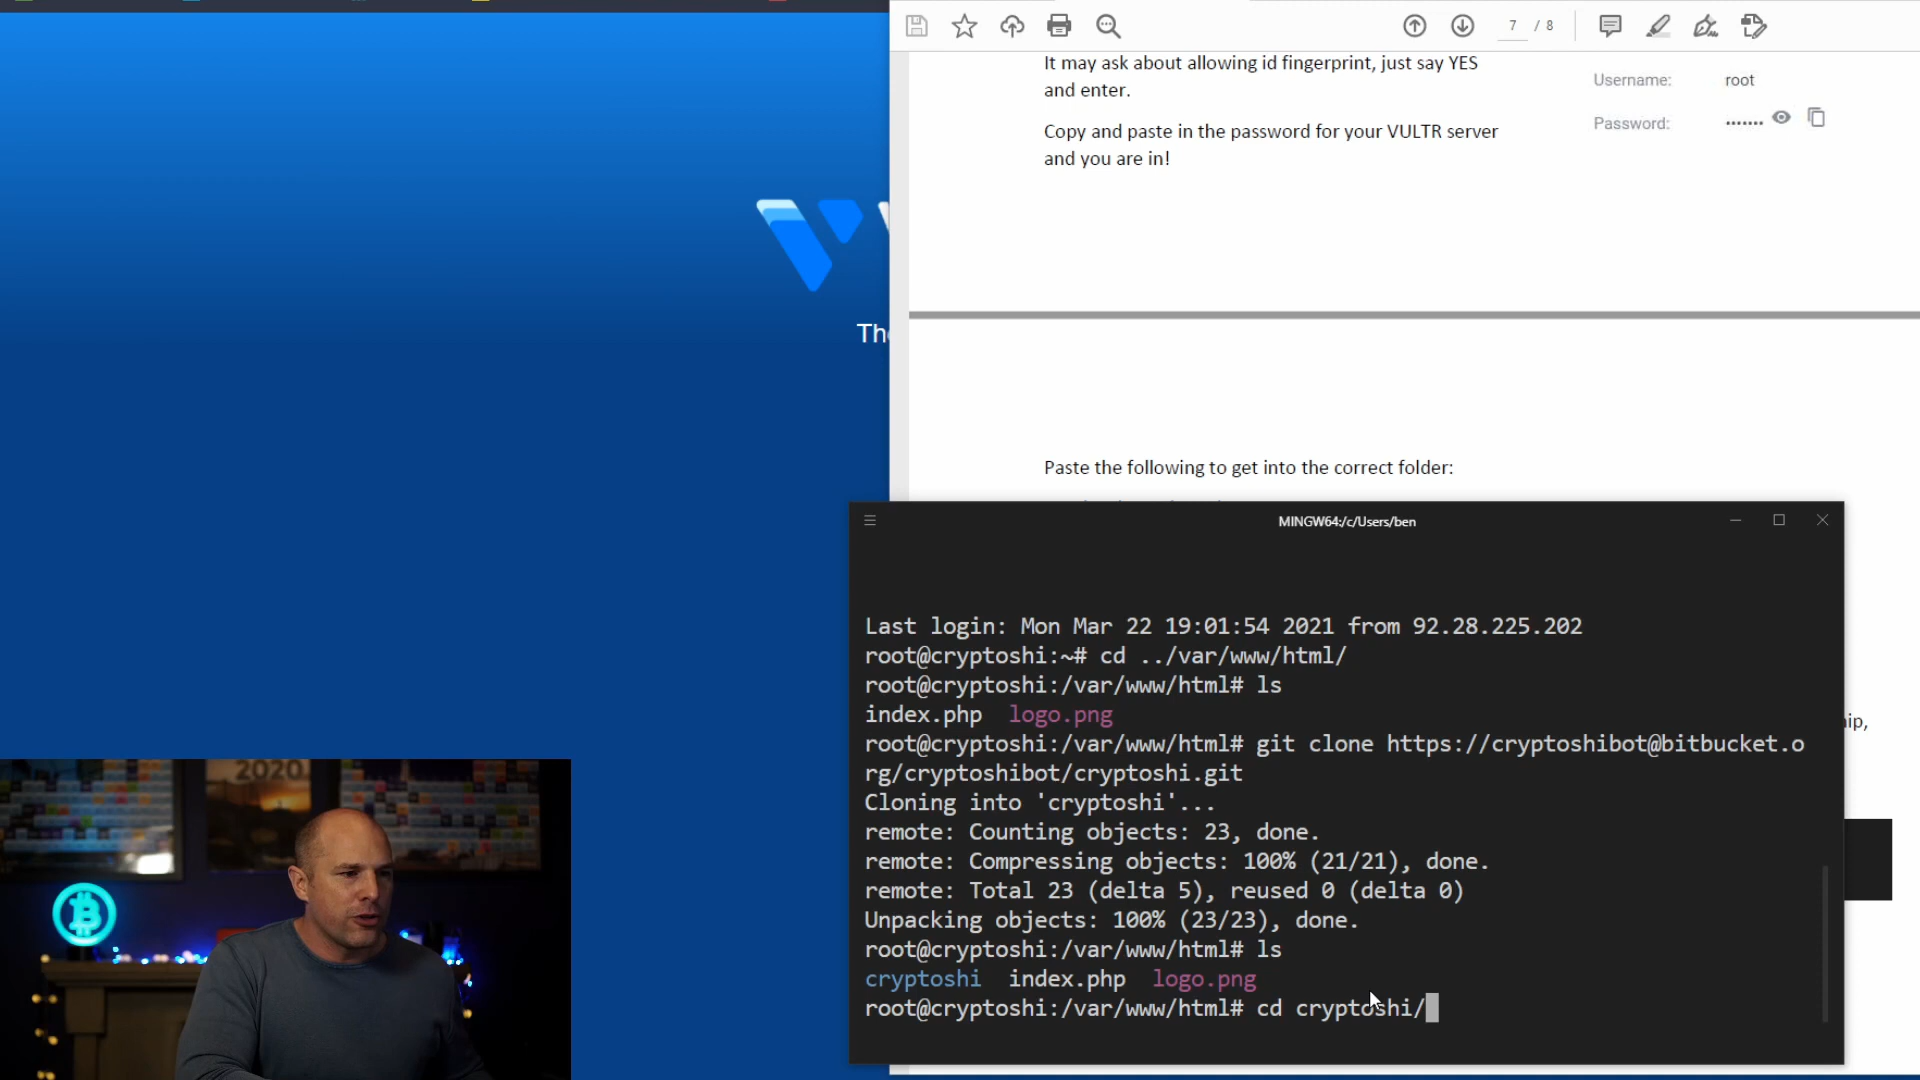 7 / 8
It may ask about allowing id fingerprint, just say YES
and enter.
Username: root
Password: •••••••
Copy and paste in the password for your VULTR server
and you are in!
The
Paste the following to get into the correct folder:
MINGW64:/c/Users/ben
Last login: Mon Mar 22 19:01:54 2021 from 92.28.225.202
root@cryptoshi:~# cd ../var/www/html/
root@cryptoshi:/var/www/html# ls
index.php logo.png
root@cryptoshi:/var/www/html# git clone https://cryptoshibot@bitbucket.o
rg/cryptoshibot/cryptoshi.git
Cloning into 'cryptoshi'...
remote: Counting objects: 23, done.
remote: Compressing objects: 100% (21/21), done.
remote: Total 23 (delta 5), reused 0 (delta 0)
Unpacking objects: 100% (23/23), done.
root@cryptoshi:/var/www/html# ls
cryptoshi index.php logo.png
root@cryptoshi:/var/www/html# cd cryptoshi/
2020